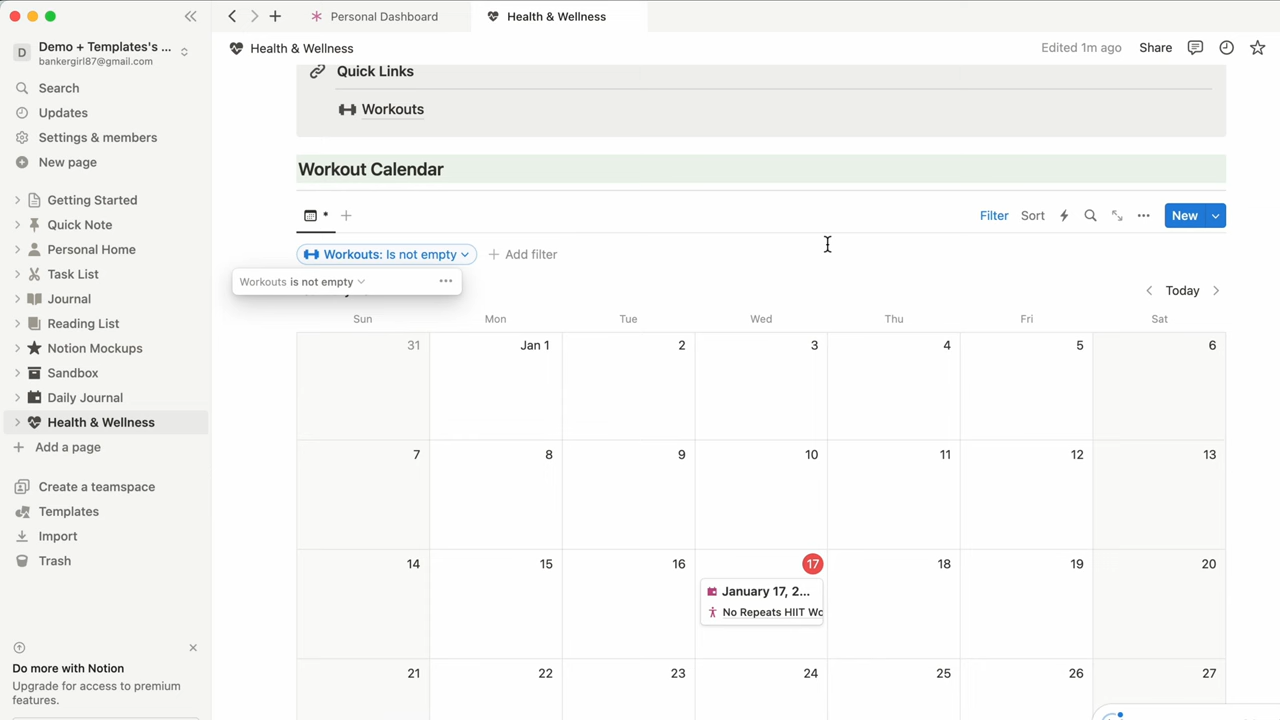 Personal Dashboard
Health & Wellness
D
Demo + Templates's ...
bankergirl87@gmail.com
Search
Updates
Settings & members
New page
Getting Started
Quick Note
Personal Home
Task List
Journal
Reading List
Notion Mockups
Sandbox
Daily Journal
Health & Wellness
Add a page
Create a teamspace
Templates
Import
Trash
Do more with Notion
Upgrade for access to premium
features.
Health & Wellness
Edited 1m ago
Share
Quick Links
Workouts
Workout Calendar
Filter
Sort
New
Workouts: Is not empty
Add filter
Workouts is not empty
Today
Sun Mon Tue Wed Thu Fri Sat
31 Jan 1 2 3 4 5 6
7 8 9 10 11 12 13
14 15 16 17 18 19 20
January 17, 2...
No Repeats HIIT Wo
21 22 23 24 25 26 27